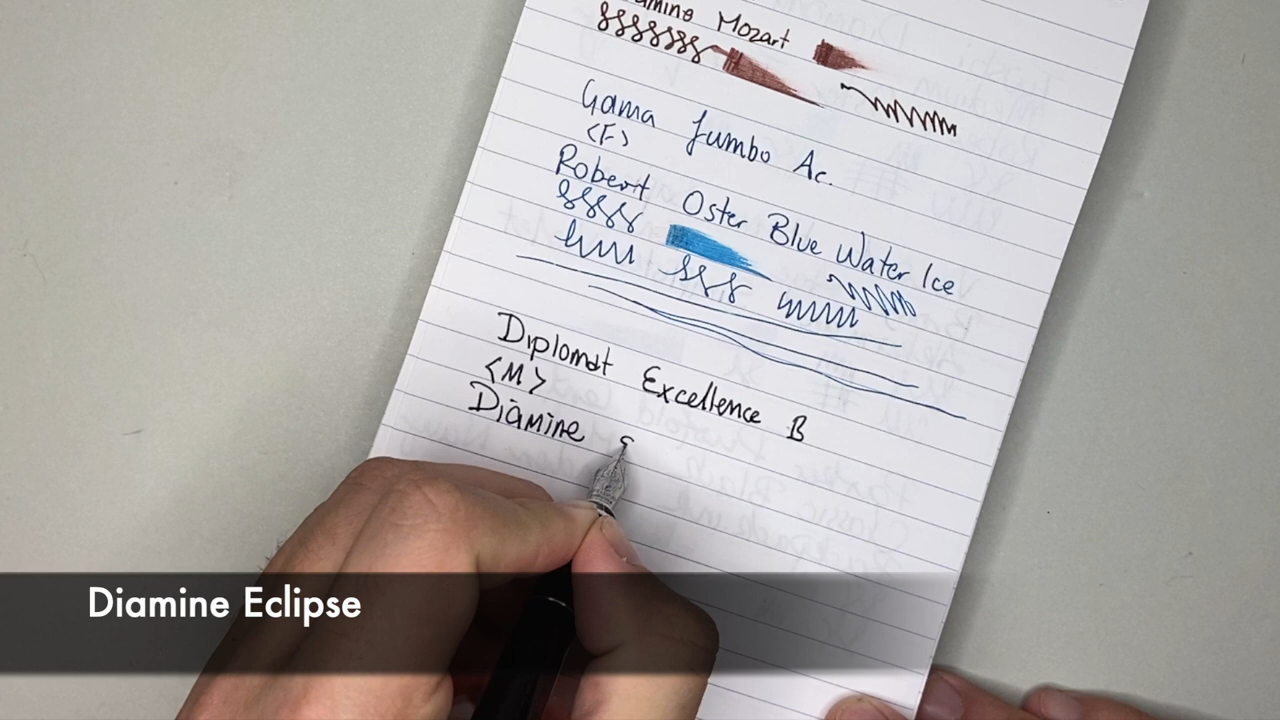 Mozart
Gama Jumbo Ac.
<F>
Robert Oster Blue Water Ice
Diplomat Excellence B
<M>
Diamine
Diamine Eclipse